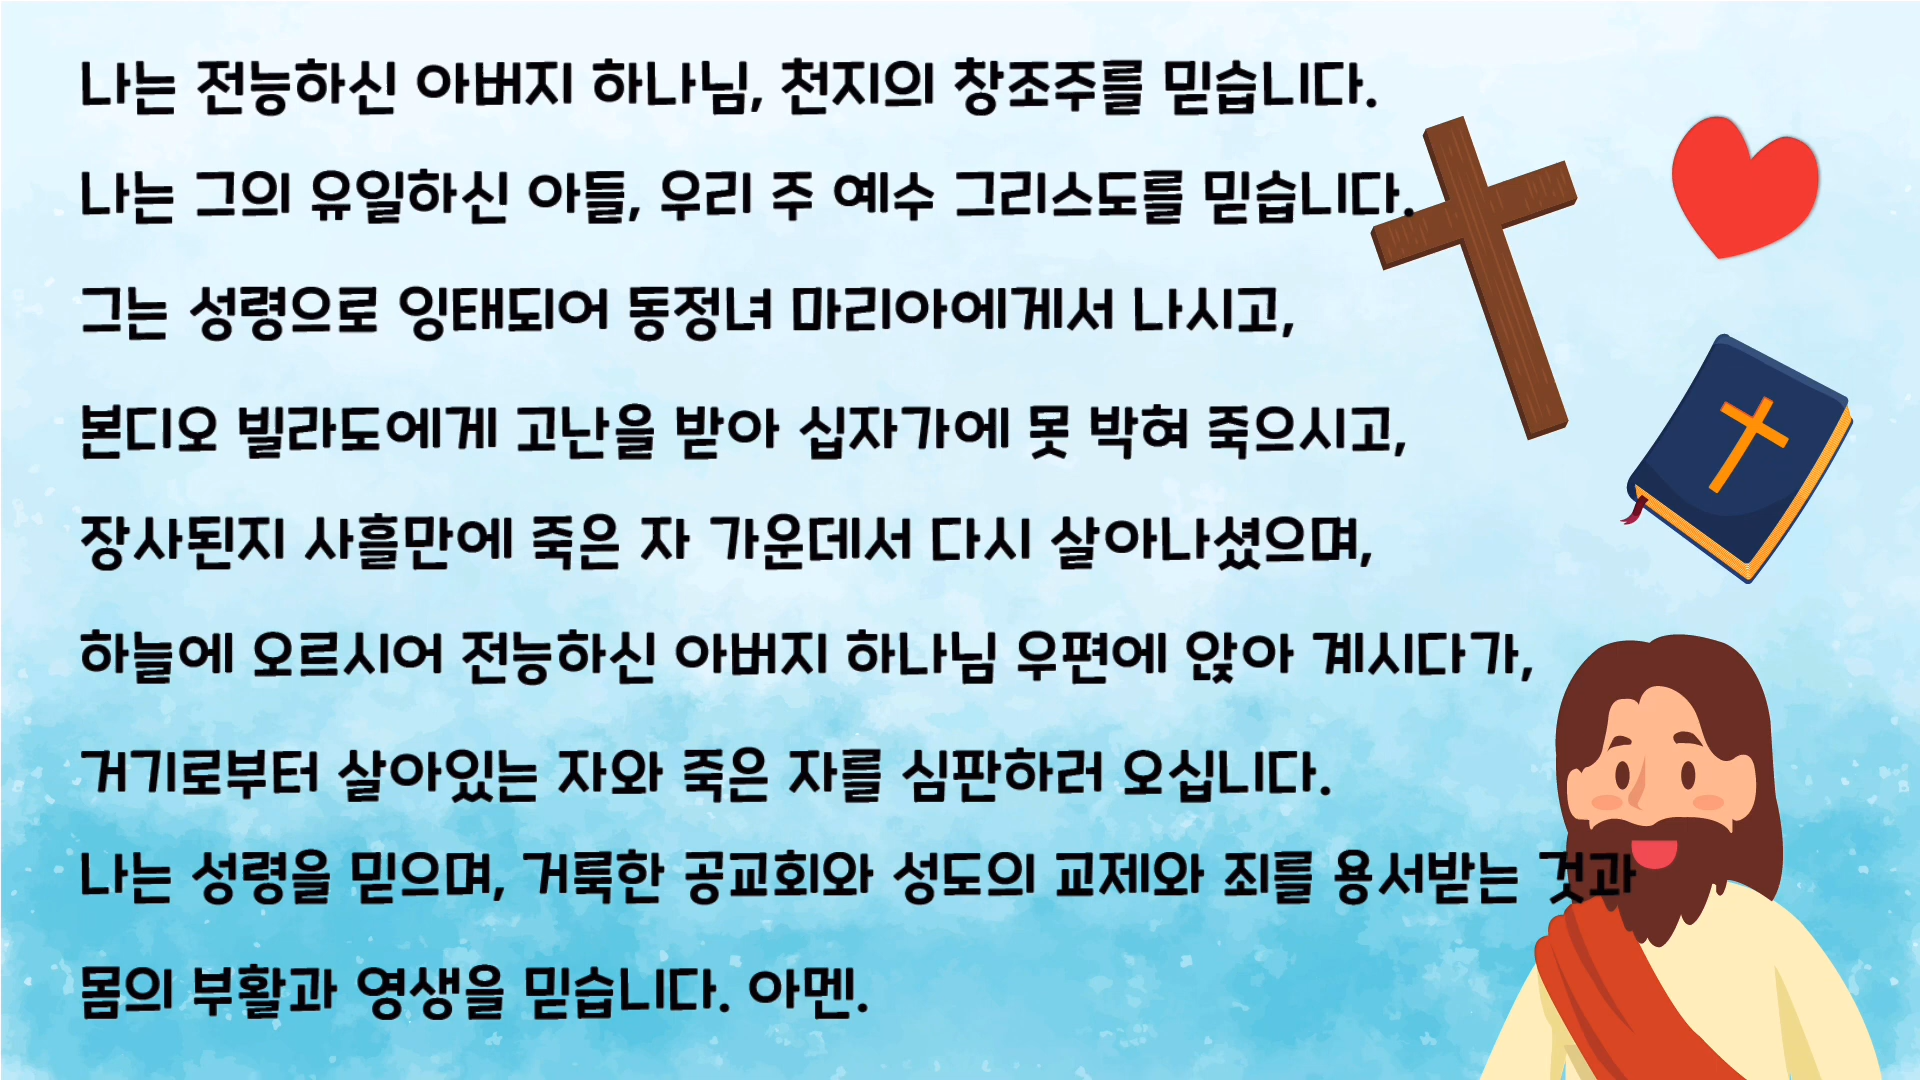 나는 전능하신 아버지 하나님, 천지의 창조주를 믿습니다.
나는 그의 유일하신 아들, 우리 주 예수 그리스도를 믿습니다.
그는 성령으로 잉태되어 동정녀 마리아에게서 나시고,
본디오 빌라도에게 고난을 받아 십자가에 못 박혀 죽으시고,
장사된지 사흘만에 죽은 자 가운데서 다시 살아나셨으며,
하늘에 오르시어 전능하신 아버지 하나님 우편에 앉아 계시다가,
거기로부터 살아있는 자와 죽은 자를 심판하러 오십니다.
나는 성령을 믿으며, 거룩한 공교회와 성도의 교제와 죄를 용서받는 것과
몸의 부활과 영생을 믿습니다. 아멘.